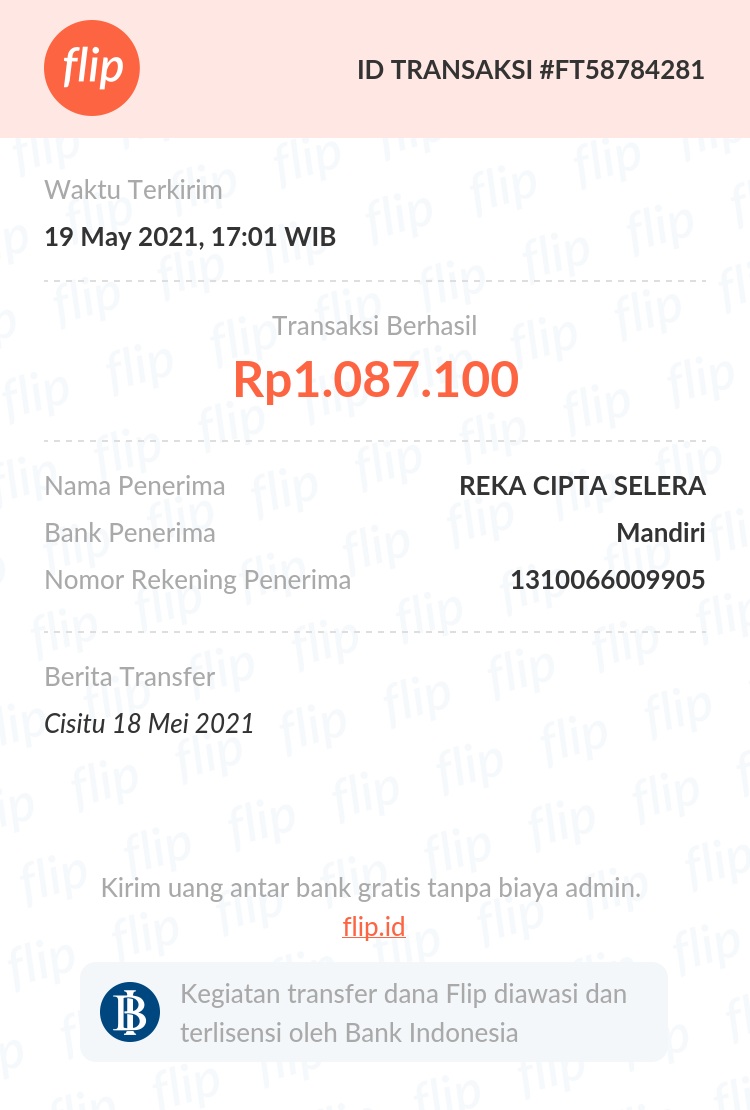 flip
ID TRANSAKSI #FT58784281
Waktu Terkirim
19 May 2021, 17:01 WIB
Transaksi Berhasil
Rp1.087.100
Nama Penerima REKA CIPTA SELERA
Bank Penerima Mandiri
Nomor Rekening Penerima 1310066009905
Berita Transfer
Cisitu 18 Mei 2021
Kirim uang antar bank gratis tanpa biaya admin.
flip.id
Kegiatan transfer dana Flip diawasi dan
terlisensi oleh Bank Indonesia